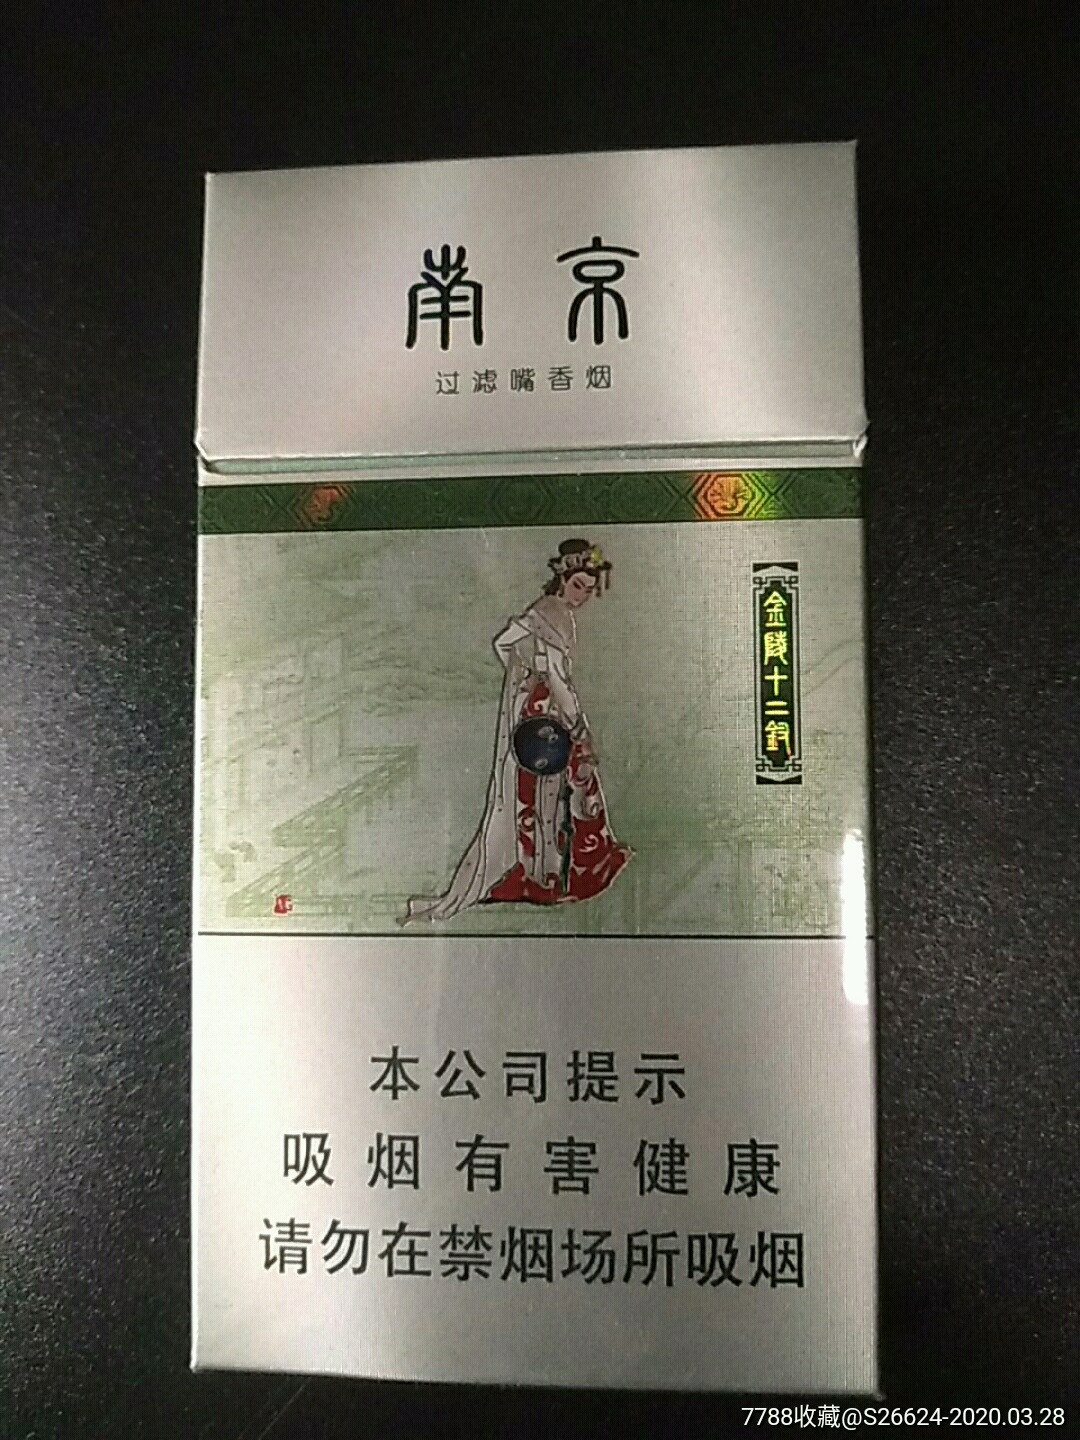 南京
过滤嘴香烟
金陵十二钗
本公司提示
吸烟有害健康
请勿在禁烟场所吸烟
7788收藏@S26624-2020.03.28